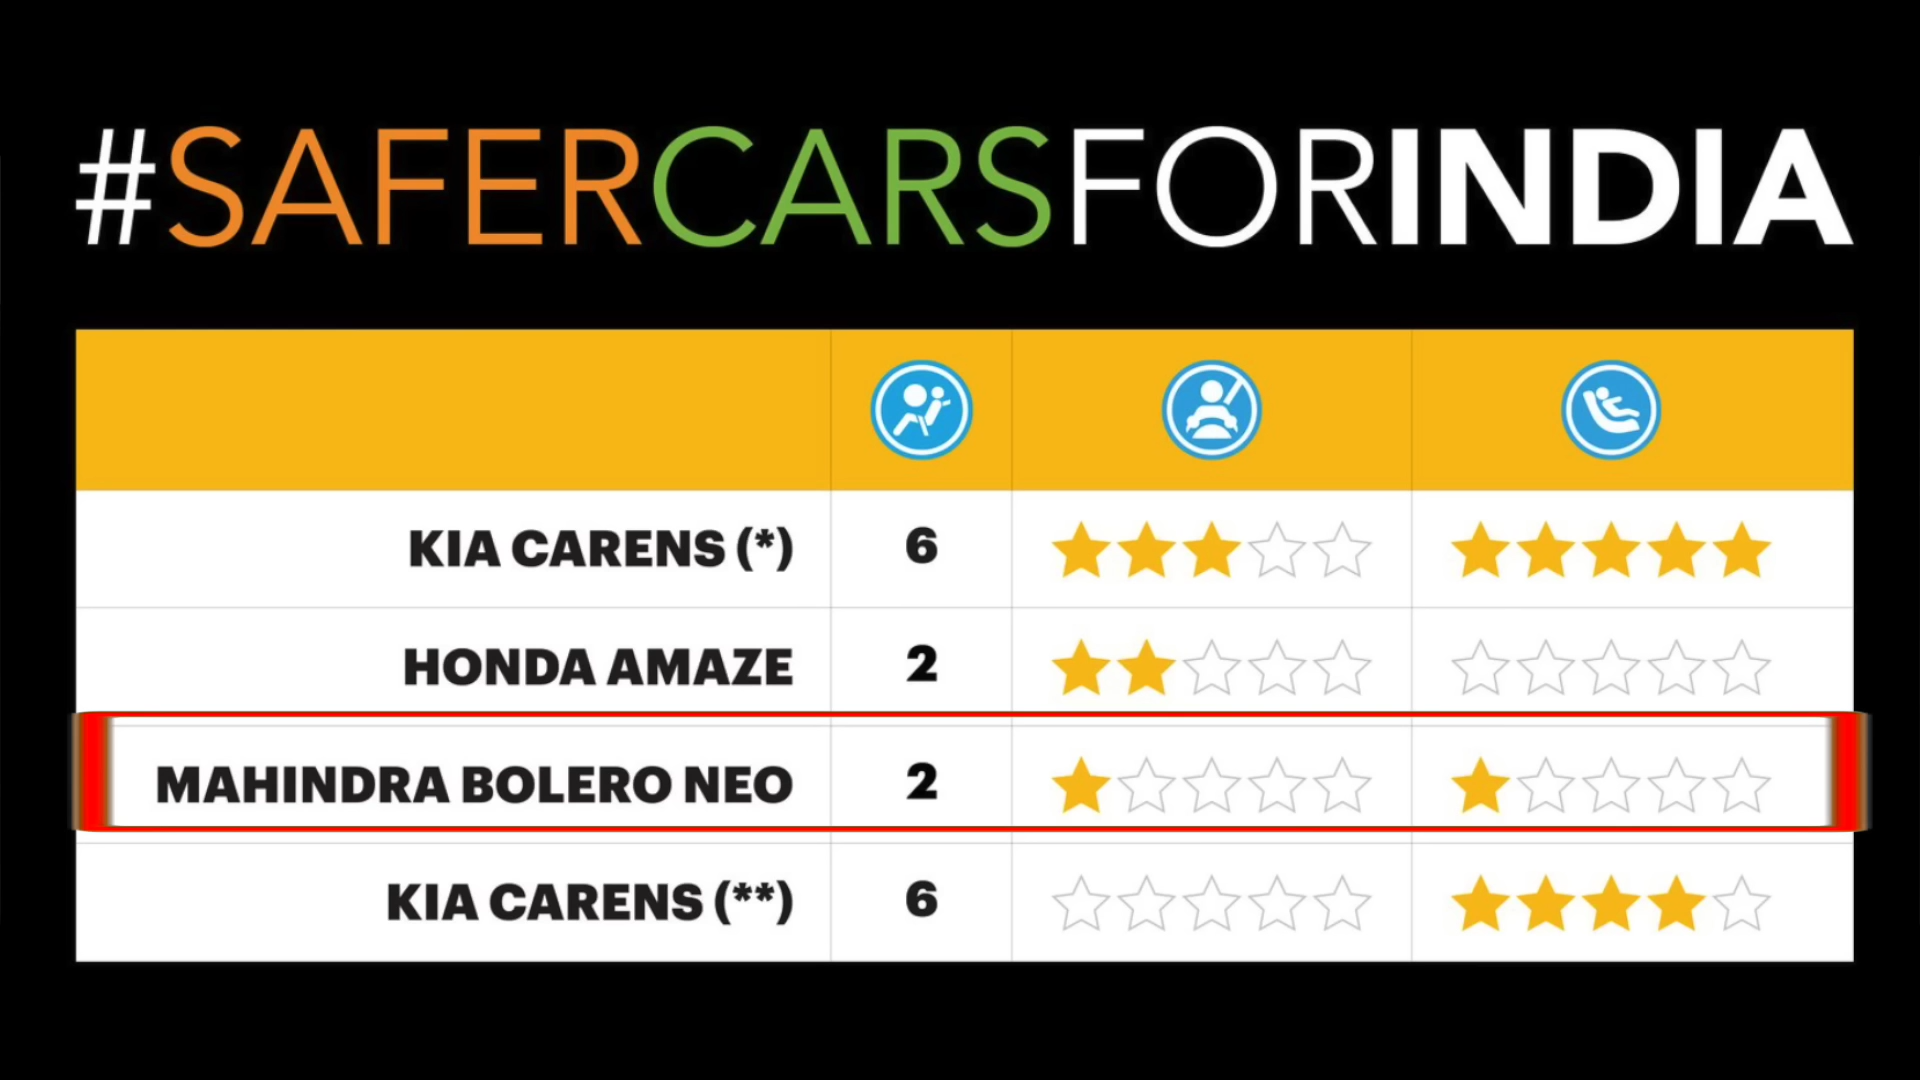 #SAFERCARSFORINDIA
KIA CARENS (*) 6
HONDA AMAZE 2
MAHINDRA BOLERO NEO 2
KIA CARENS (**) 6